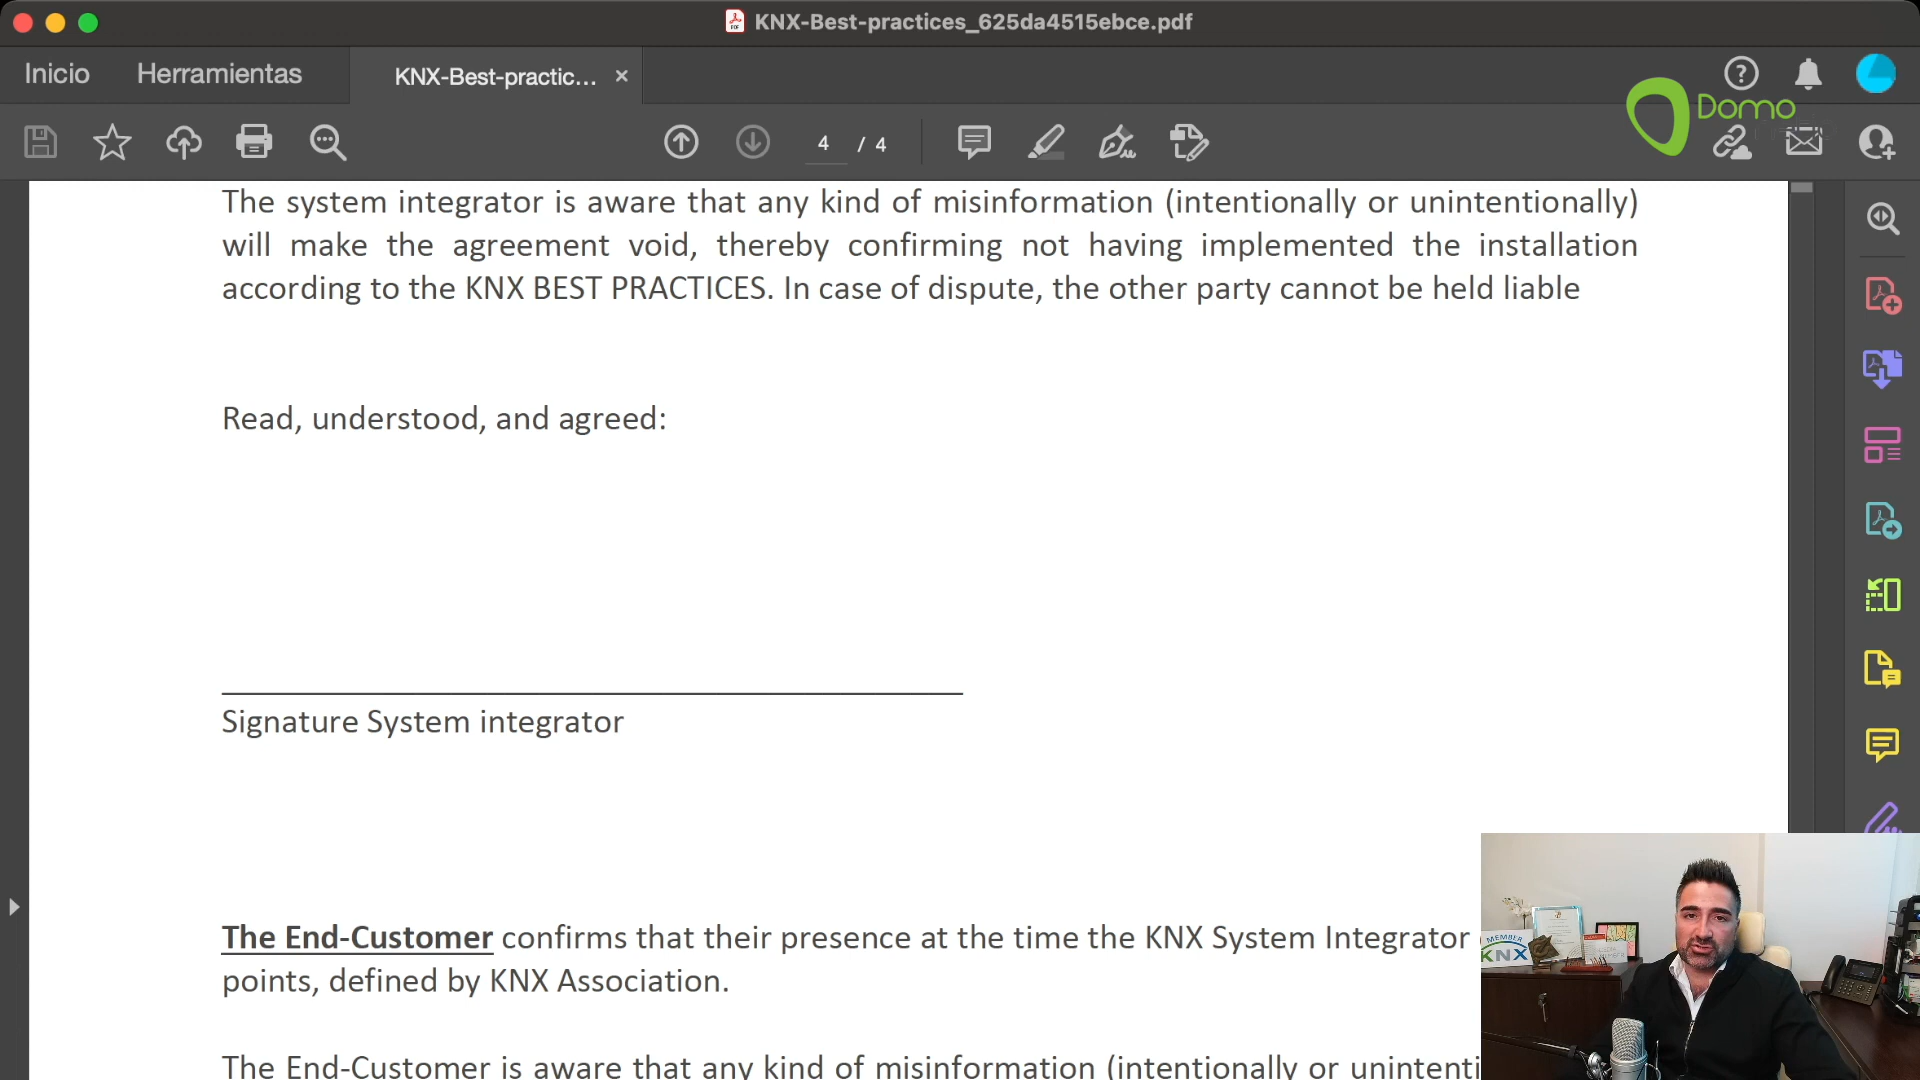 KNX-Best-practices_625da4515ebce.pdf
Inicio
Herramientas
KNX-Best-practic...
Domo
4 / 4
The system integrator is aware that any kind of misinformation (intentionally or unintentionally)
will make the agreement void, thereby confirming not having implemented the installation
according to the KNX BEST PRACTICES. In case of dispute, the other party cannot be held liable
Read, understood, and agreed:
Signature System integrator
The End-Customer confirms that their presence at the time the KNX System Integrator
points, defined by KNX Association.
The End-Customer is aware that any kind of misinformation (intentionally or unintenti
MEMBER
KNX